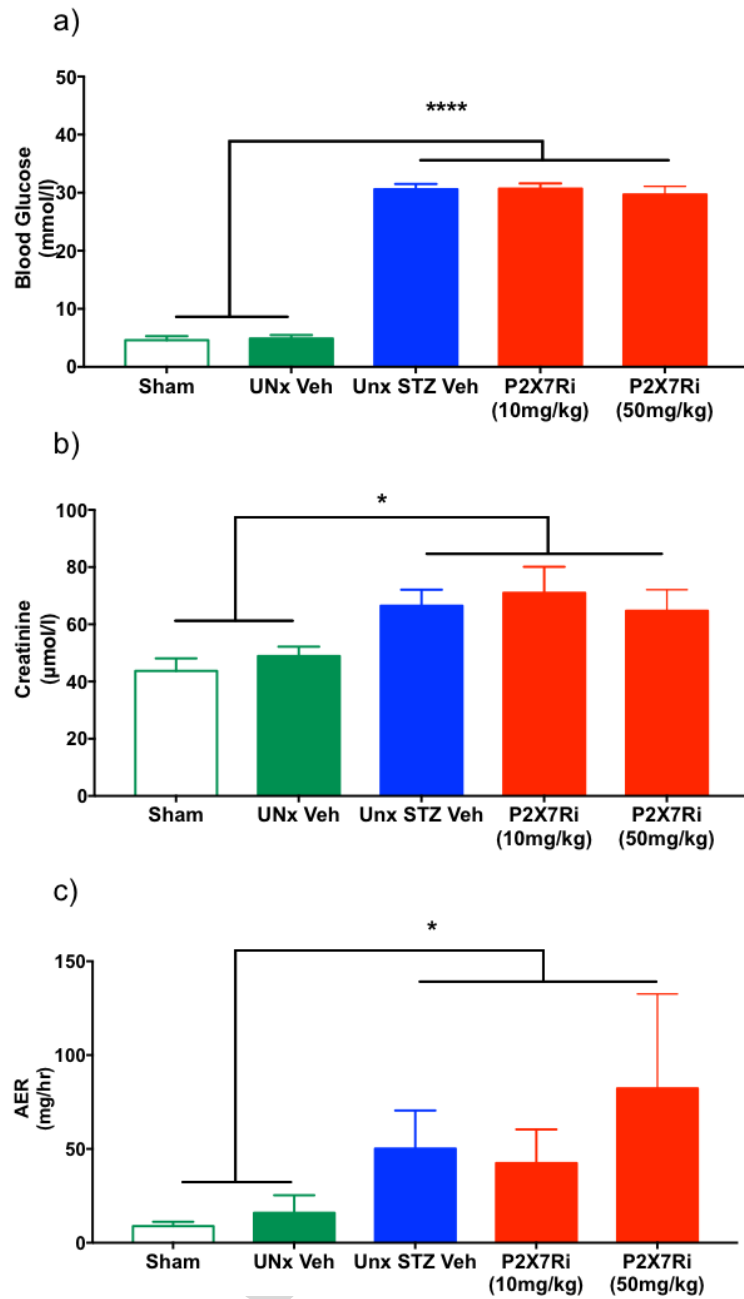 a)
Blood Glucose
(mmol/l)
50
40
30
20
10
0
****
Sham
UNx Veh
Unx STZ Veh
P2X7Ri
(10mg/kg)
P2X7Ri
(50mg/kg)
b)
Creatinine
(µmol/l)
100
80
60
40
20
0
*
Sham
UNx Veh
Unx STZ Veh
P2X7Ri
(10mg/kg)
P2X7Ri
(50mg/kg)
c)
AER
(mg/hr)
150
100
50
0
*
Sham
UNx Veh
Unx STZ Veh
P2X7Ri
(10mg/kg)
P2X7Ri
(50mg/kg)